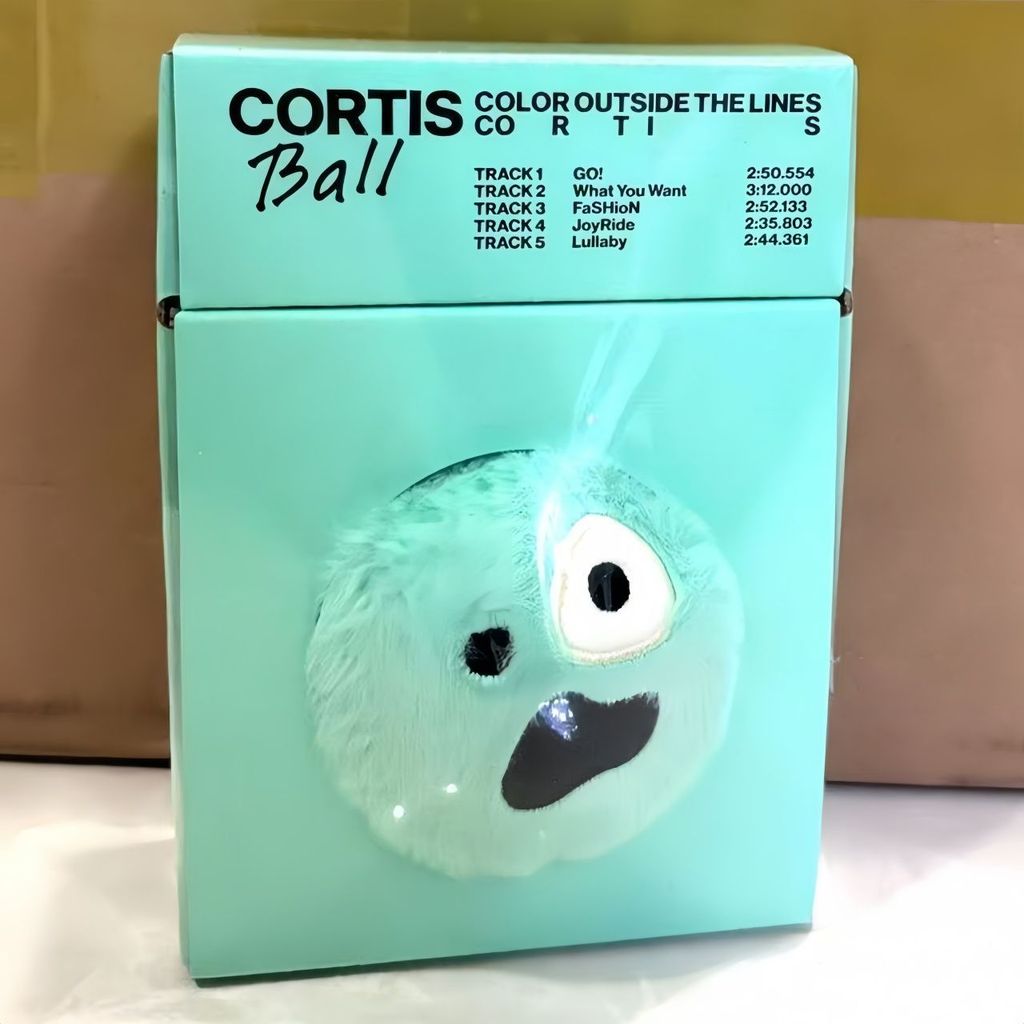 CORTIS
Ball
COLOR OUTSIDE THE LINES
CO R T I S
TRACK 1 GO! 2:50.554
TRACK 2 What You Want 3:12.000
TRACK 3 FaSHioN 2:52.133
TRACK 4 JoyRide 2:35.803
TRACK 5 Lullaby 2:44.361